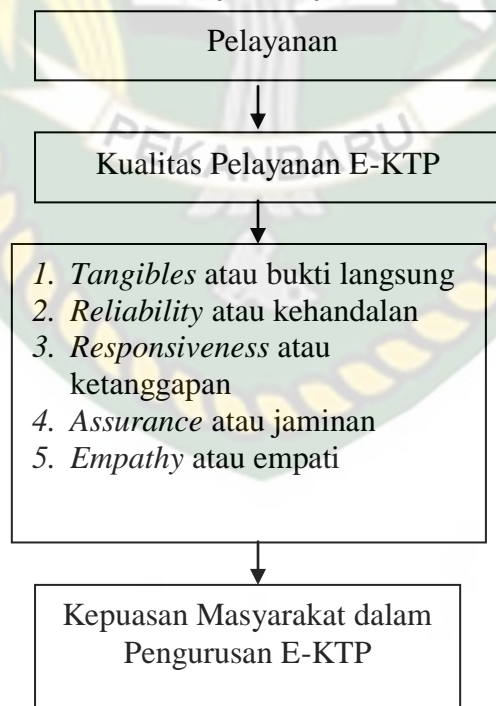 Pelayanan
PEKANBARU
Kualitas Pelayanan E-KTP
1. Tangibles atau bukti langsung
2. Reliability atau kehandalan
3. Responsiveness atau
ketanggapan
4. Assurance atau jaminan
5. Empathy atau empati
Kepuasan Masyarakat dalam
Pengurusan E-KTP